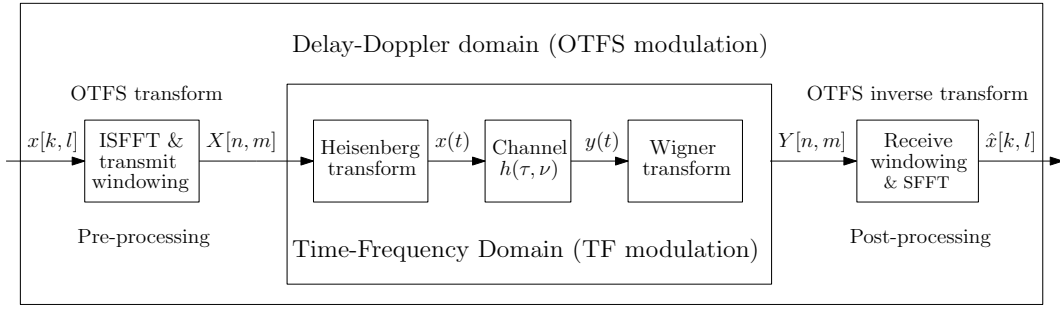 Delay-Doppler domain (OTFS modulation)
OTFS transform
OTFS inverse transform
x[k, l]
ISFFT &
transmit
windowing
X[n, m]
Heisenberg
transform
x(t)
Channel
h(τ, ν)
y(t)
Wigner
transform
Y[n, m]
Receive
windowing
& SFFT
x̂[k, l]
Pre-processing
Time-Frequency Domain (TF modulation)
Post-processing